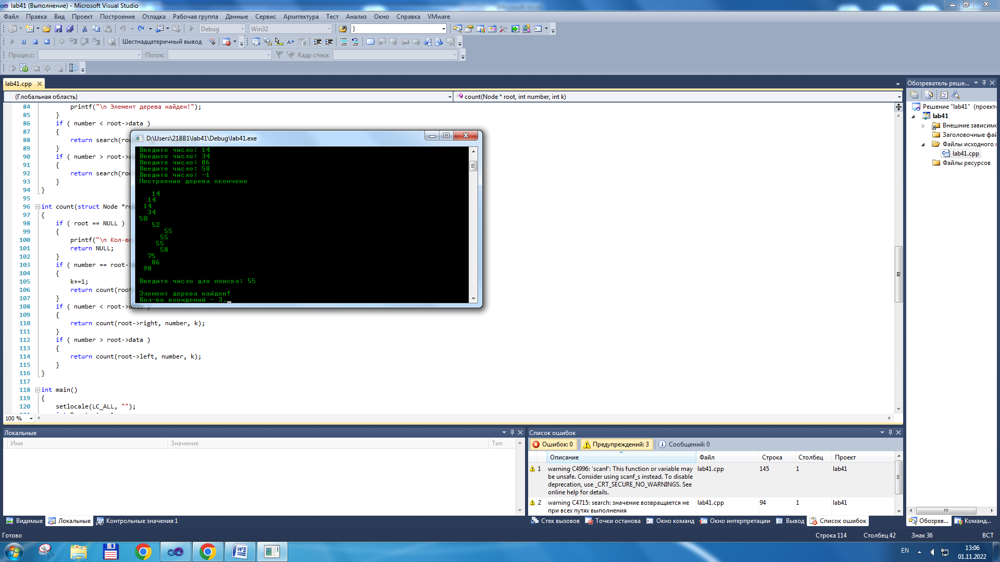 lab41 (Выполнение) - Microsoft Visual Studio
Файл Правка Вид Проект Построение Отладка Рабочая группа Данные Сервис Архитектура Тест Анализ Окно Справка VMware
Debug Win32 }
Шестнадцатеричный вывод
Процесс: Поток: Кадр стека:
lab41.cpp
(Глобальная область) count(Node * root, int number, int k)
84 printf("\n Элемент дерева найден!");
85 }
86 if ( number < root->data )
87 {
88 return search(roo
89 }
90 if ( number > root->d
91 {
92 return search(roo
93 }
94 }
95
96 int count(struct Node *ro
97 {
98 if ( root == NULL )
99 {
100 printf("\n Кол-во
101 return NULL;
102 }
103 if ( number == root->
104 {
105 k+=1;
106 return count(root
107 }
108 if ( number < root->data )
109 {
110 return count(root->right, number, k);
111 }
112 if ( number > root->data )
113 {
114 return count(root->left, number, k);
115 }
116 }
117
118 int main()
119 {
120 setlocale(LC_ALL, "");
100 %
D:\Users\21BB1\lab41\Debug\lab41.exe
Введите число: 14
Введите число: 34
Введите число: 86
Введите число: 58
Введите число: -1
Построение дерева окончено
14
14
14
34
50
52
55
55
55
58
75
86
98
Введите число для поиска: 55
Элемент дерева найден!
Кол-во вхождений - 3.
Обозреватель реше...
Решение "lab41" (проекто
lab41
Внешние зависимо
Заголовочные фай
Файлы исходного
lab41.cpp
Файлы ресурсов
Локальные
Имя Значение Тип
Видимые Локальные Контрольные значения 1
Список ошибок
Ошибок: 0 Предупреждений: 3 Сообщений: 0
Описание Файл Строка Столбец Проект
1 warning C4996: 'scanf': This function or variable may lab41.cpp 145 1 lab41
be unsafe. Consider using scanf_s instead. To disable
deprecation, use _CRT_SECURE_NO_WARNINGS. See
online help for details.
2 warning C4715: search: значение возвращается не lab41.cpp 94 1 lab41
при всех путях выполнения
Стек вызовов Точки останова Окно команд Окно интерпретации Вывод Список ошибок
Обозрев... Команд...
Готово Строка 114 Столбец 42 Знак 36 ВСТ
EN 13:06
01.11.2022